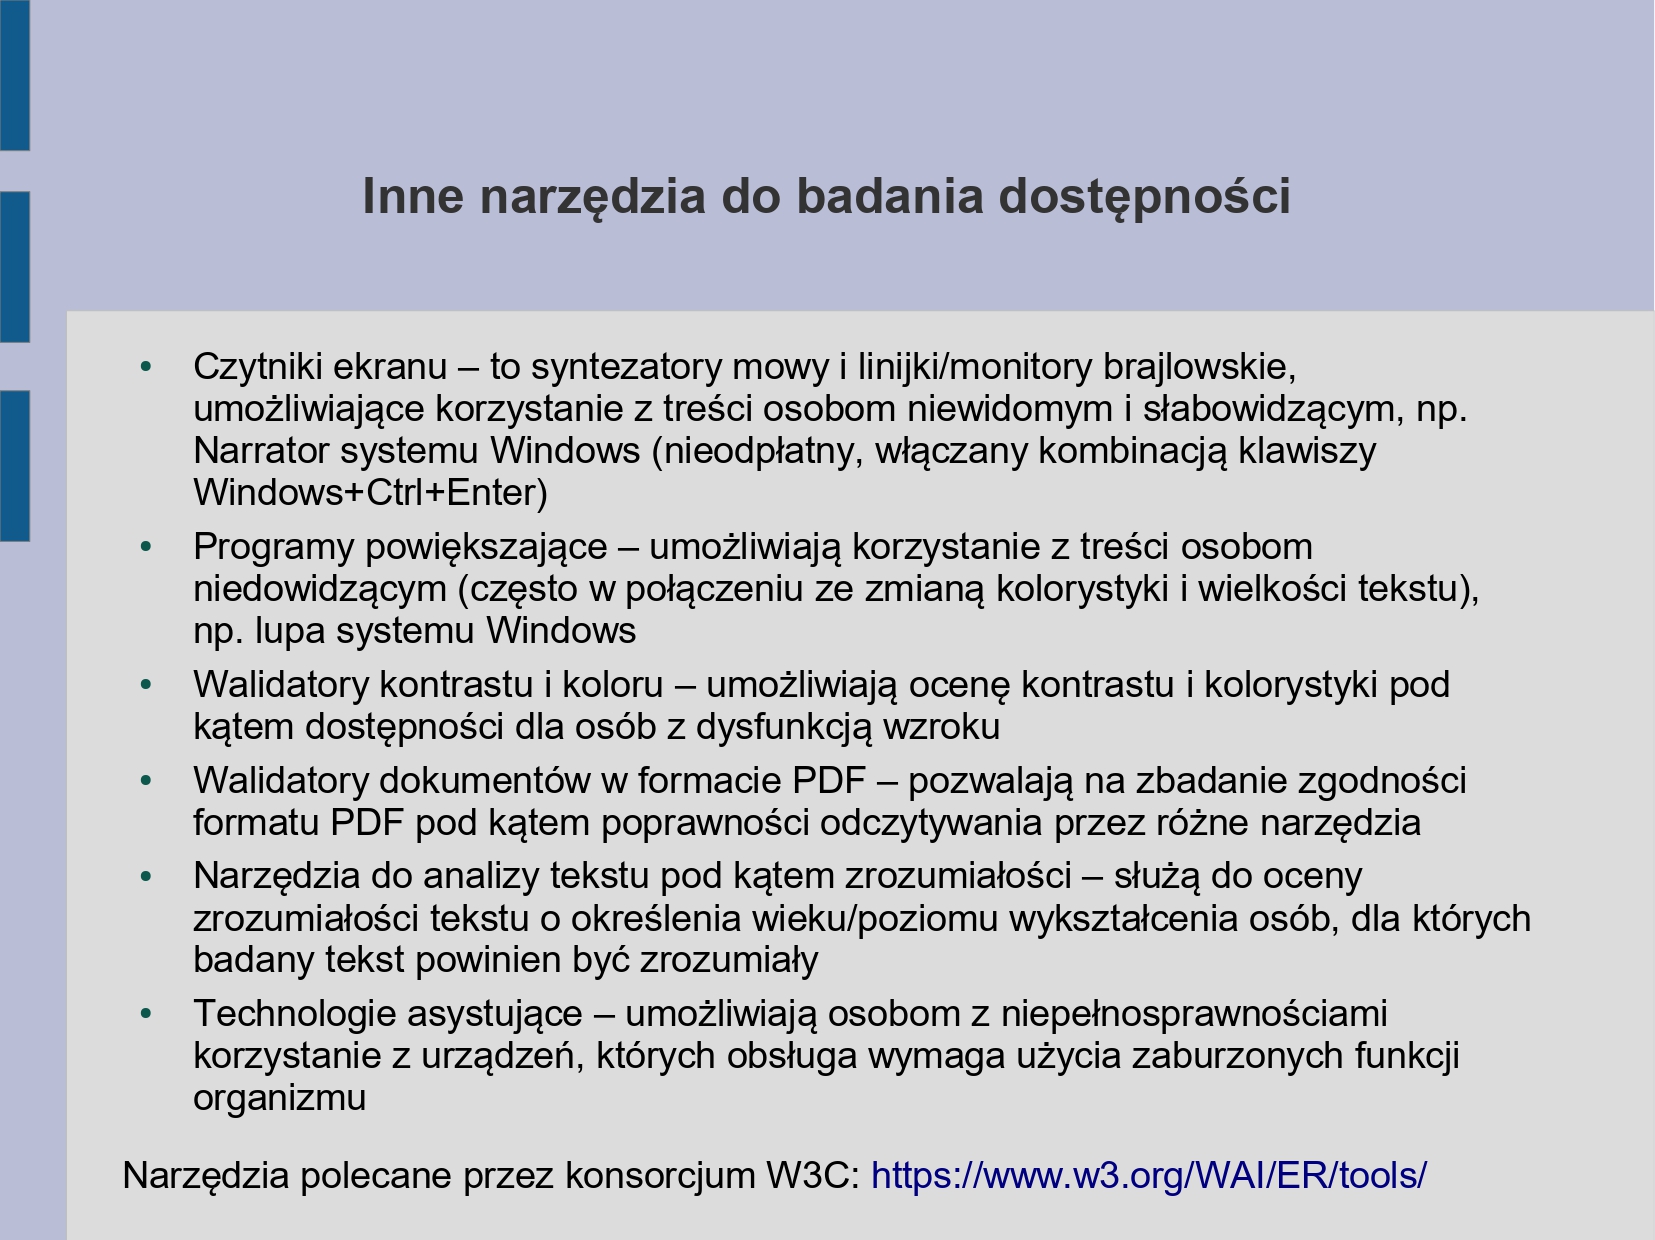 Inne narzędzia do badania dostępności
• Czytniki ekranu – to syntezatory mowy i linijki/monitory brajlowskie,
umożliwiające korzystanie z treści osobom niewidomym i słabowidzącym, np.
Narrator systemu Windows (nieodpłatny, włączany kombinacją klawiszy
Windows+Ctrl+Enter)
• Programy powiększające – umożliwiają korzystanie z treści osobom
niedowidzącym (często w połączeniu ze zmianą kolorystyki i wielkości tekstu),
np. lupa systemu Windows
• Walidatory kontrastu i koloru – umożliwiają ocenę kontrastu i kolorystyki pod
kątem dostępności dla osób z dysfunkcją wzroku
• Walidatory dokumentów w formacie PDF – pozwalają na zbadanie zgodności
formatu PDF pod kątem poprawności odczytywania przez różne narzędzia
• Narzędzia do analizy tekstu pod kątem zrozumiałości – służą do oceny
zrozumiałości tekstu o określenia wieku/poziomu wykształcenia osób, dla których
badany tekst powinien być zrozumiały
• Technologie asystujące – umożliwiają osobom z niepełnosprawnościami
korzystanie z urządzeń, których obsługa wymaga użycia zaburzonych funkcji
organizmu
Narzędzia polecane przez konsorcjum W3C: https://www.w3.org/WAI/ER/tools/